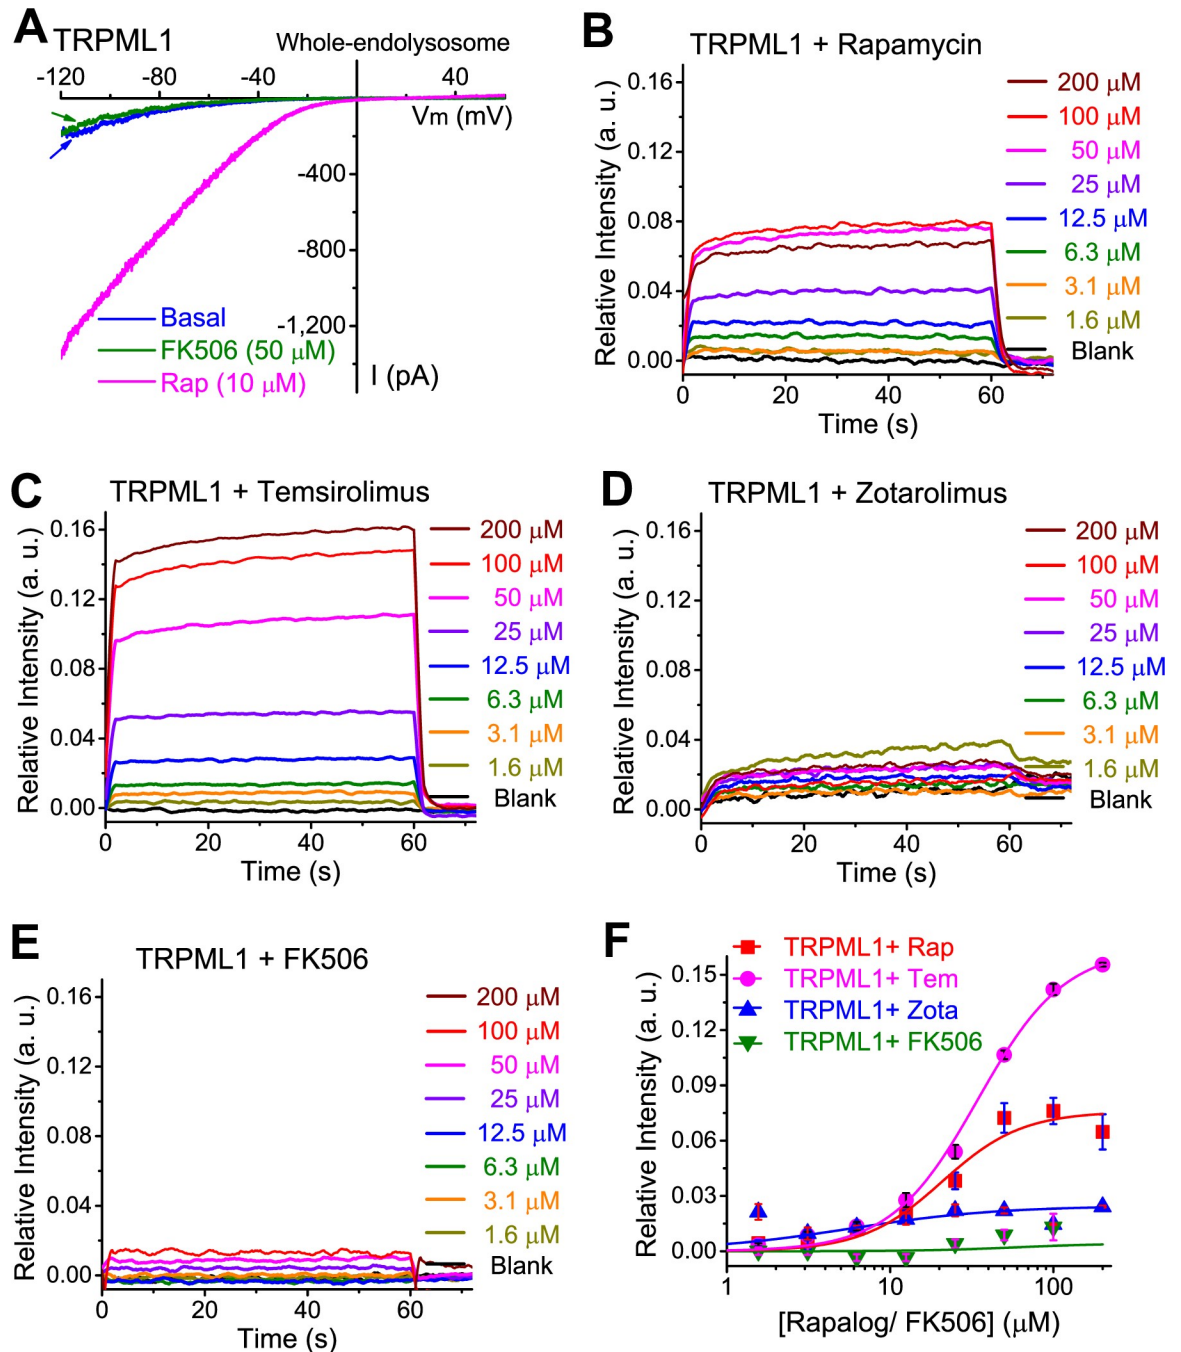 A
TRPML1
Whole-endolysosome
-120 -80 -40 40
Vm (mV)
-400
-800
-1,200
I (pA)
Basal
FK506 (50 μM)
Rap (10 μM)
B
TRPML1 + Rapamycin
Relative Intensity (a. u.)
0.16
0.12
0.08
0.04
0.00
0 20 40 60
Time (s)
200 μM
100 μM
50 μM
25 μM
12.5 μM
6.3 μM
3.1 μM
1.6 μM
Blank
C
TRPML1 + Temsirolimus
Relative Intensity (a. u.)
0.16
0.12
0.08
0.04
0.00
0 20 40 60
Time (s)
200 μM
100 μM
50 μM
25 μM
12.5 μM
6.3 μM
3.1 μM
1.6 μM
Blank
D
TRPML1 + Zotarolimus
Relative Intensity (a. u.)
0.16
0.12
0.08
0.04
0.00
0 20 40 60
Time (s)
200 μM
100 μM
50 μM
25 μM
12.5 μM
6.3 μM
3.1 μM
1.6 μM
Blank
E
TRPML1 + FK506
Relative Intensity (a. u.)
0.16
0.12
0.08
0.04
0.00
0 20 40 60
Time (s)
200 μM
100 μM
50 μM
25 μM
12.5 μM
6.3 μM
3.1 μM
1.6 μM
Blank
F
TRPML1+ Rap
TRPML1+ Tem
TRPML1+ Zota
TRPML1+ FK506
Relative Intensity (a. u.)
0.15
0.12
0.09
0.06
0.03
0.00
1 10 100
[Rapalog/ FK506] (μM)